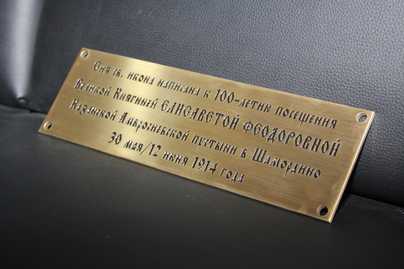 Сия св. икона написана к 100-летию посещения
Великой Княгиней ЕЛИСАВЕТОЙ ФЕОДОРОВНОЙ
Казанской Амвросиевской пустыни в Шамордино
30 мая/12 июня 1914 года